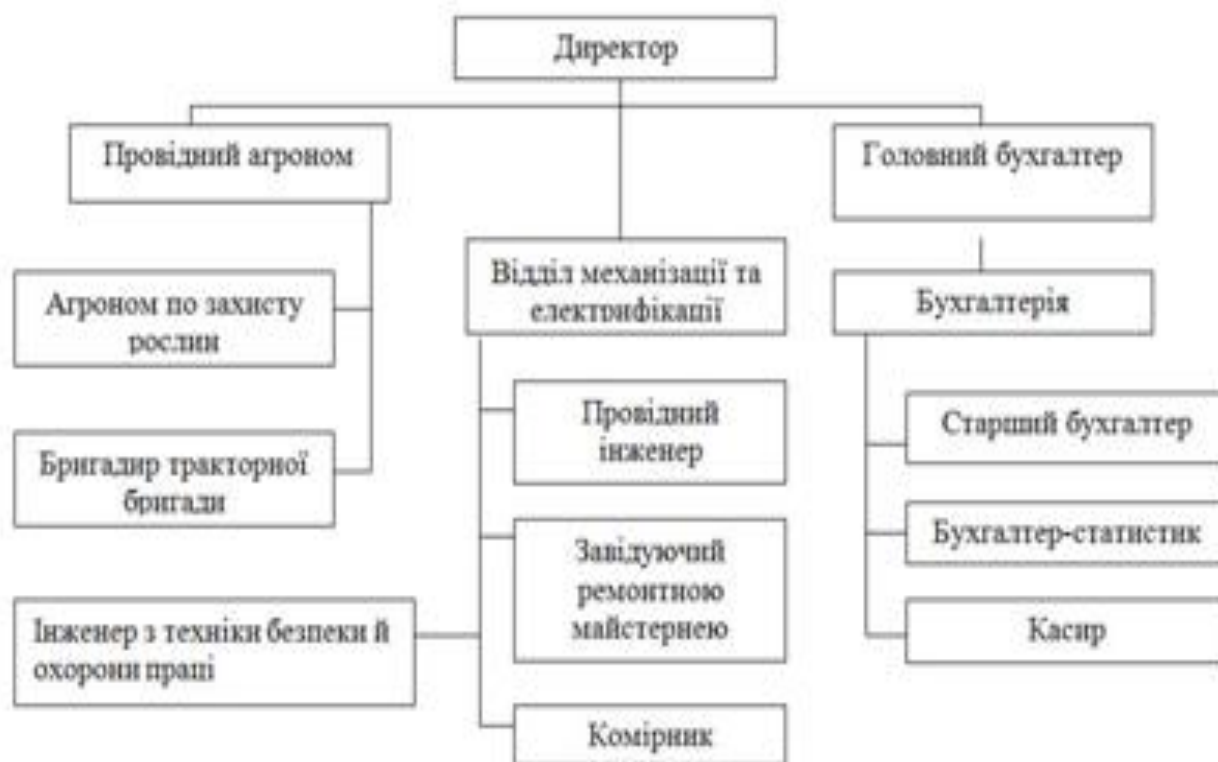 Директор
Провідний агроном
Головний бухгалтер
Відділ механізації та
електрифікації
Агроном по захисту
рослин
Бухгалтерія
Провідний
інженер
Старший бухгалтер
Бригадир тракторної
бригади
Бухгалтер-статистик
Завідуючий
ремонтною
майстернею
Інженер з техніки безпеки й
охорони праці
Касир
Комірник